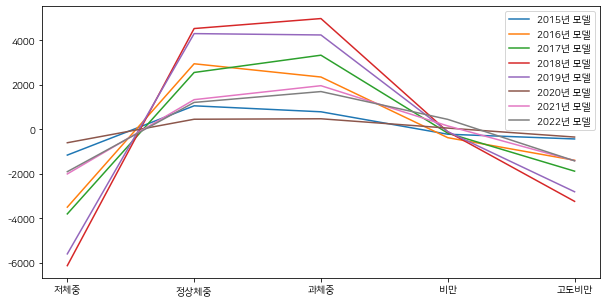 2015년 모델
2016년 모델
2017년 모델
2018년 모델
2019년 모델
2020년 모델
2021년 모델
2022년 모델
4000
2000
0
-2000
-4000
-6000
저체중 정상체중 과체중 비만 고도비만